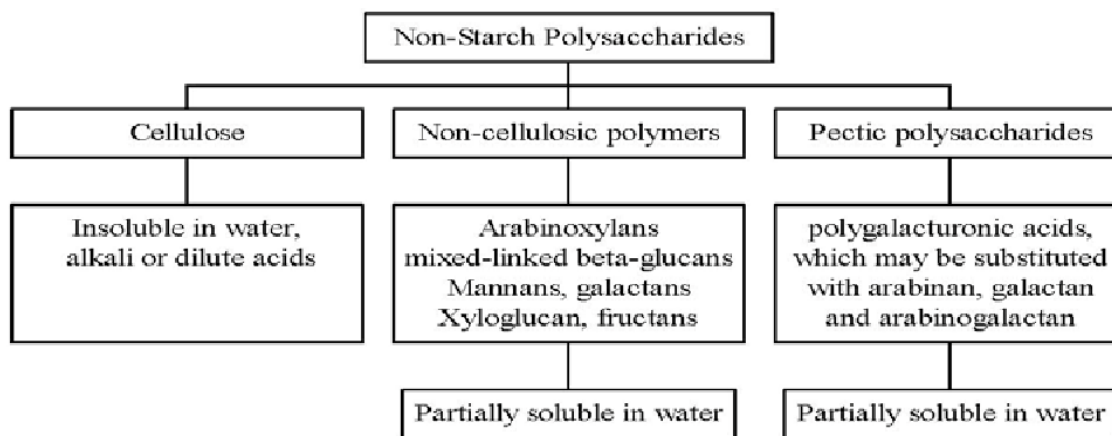 Non-Starch Polysaccharides
Cellulose
Non-cellulosic polymers
Pectic polysaccharides
Insoluble in water,
alkali or dilute acids
Arabinoxylans
mixed-linked beta-glucans
Mannans, galactans
Xyloglucan, fructans
polygalacturonic acids,
which may be substituted
with arabinan, galactan
and arabinogalactan
Partially soluble in water
Partially soluble in water